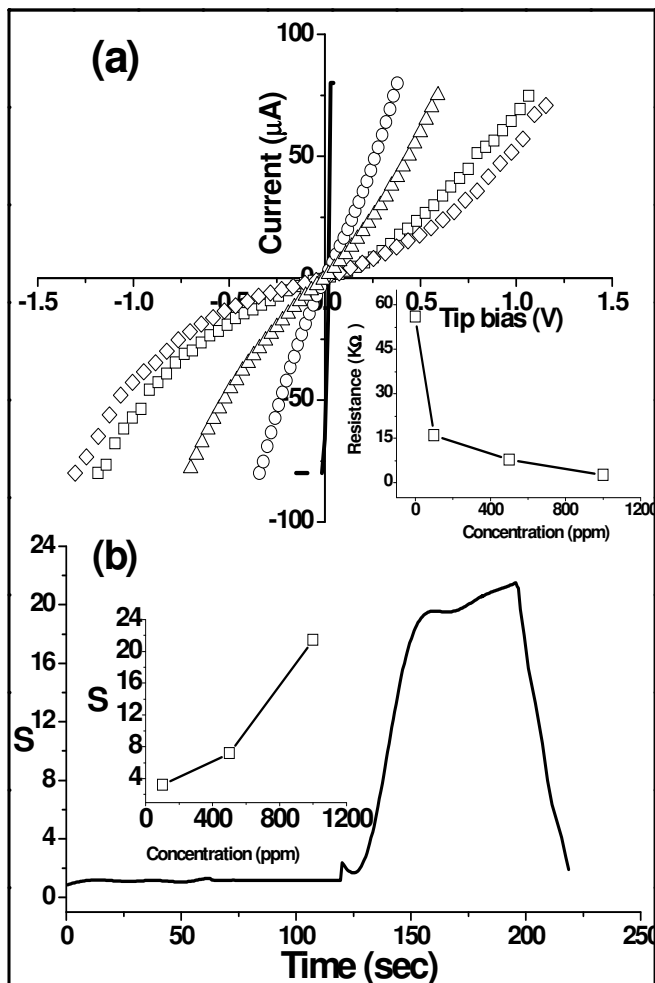 (a)
100
50
0
-50
-100
Current (μA)
-1.5 -1.0 -0.5 0.0 0.5 1.0 1.5
Tip bias (V)
60
45
30
15
0
Resistance (KΩ)
0 400 800 1200
Concentration (ppm)
(b)
24
20
16
12
8
4
0
S
24
20
16
12
8
4
S
0 400 800 1200
Concentration (ppm)
0 50 100 150 200 250
Time (sec)